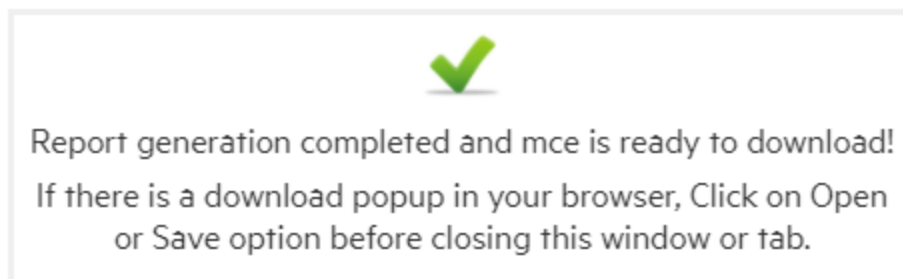 Report generation completed and mce is ready to download!
If there is a download popup in your browser, Click on Open
or Save option before closing this window or tab.